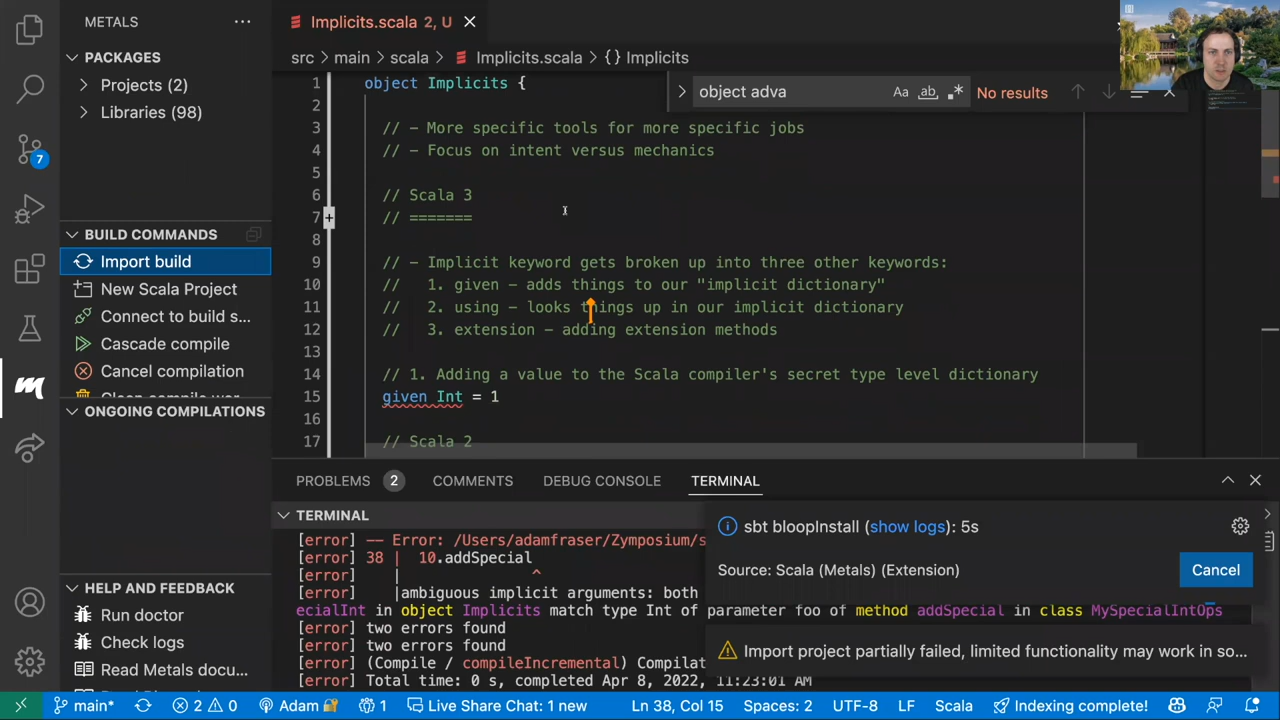 METALS
PACKAGES
Projects (2)
Libraries (98)
BUILD COMMANDS
Import build
New Scala Project
Connect to build s...
Cascade compile
Cancel compilation
ONGOING COMPILATIONS
HELP AND FEEDBACK
Run doctor
Check logs
Read Metals docu...
7
Implicits.scala 2, U
src > main > scala > Implicits.scala > {} Implicits
object adva
Aa ab .*
No results
1 object Implicits {
2
3 // - More specific tools for more specific jobs
4 // - Focus on intent versus mechanics
5
6 // Scala 3
7 // =======
8
9 // - Implicit keyword gets broken up into three other keywords:
10 // 1. given - adds things to our "implicit dictionary"
11 // 2. using - looks things up in our implicit dictionary
12 // 3. extension - adding extension methods
13
14 // 1. Adding a value to the Scala compiler's secret type level dictionary
15 given Int = 1
16
17 // Scala 2
PROBLEMS 2 COMMENTS DEBUG CONSOLE TERMINAL
TERMINAL
[error] -- Error: /Users/adamfraser/Zymposium/s
[error] 38 | 10.addSpecial
[error] | ^
[error] |ambiguous implicit arguments: both
ecialInt in object Implicits match type Int of parameter foo of method addSpecial in class MySpecialIntOps
[error] two errors found
[error] two errors found
[error] (Compile / compileIncremental) Compilat
[error] Total time: 0 s, completed Apr 8, 2022, 11:23:01 AM
sbt bloopInstall (show logs): 5s
Source: Scala (Metals) (Extension)
Cancel
Import project partially failed, limited functionality may work in so...
main* 2 0 Adam 1 Live Share Chat: 1 new Ln 38, Col 15 Spaces: 2 UTF-8 LF Scala Indexing complete!